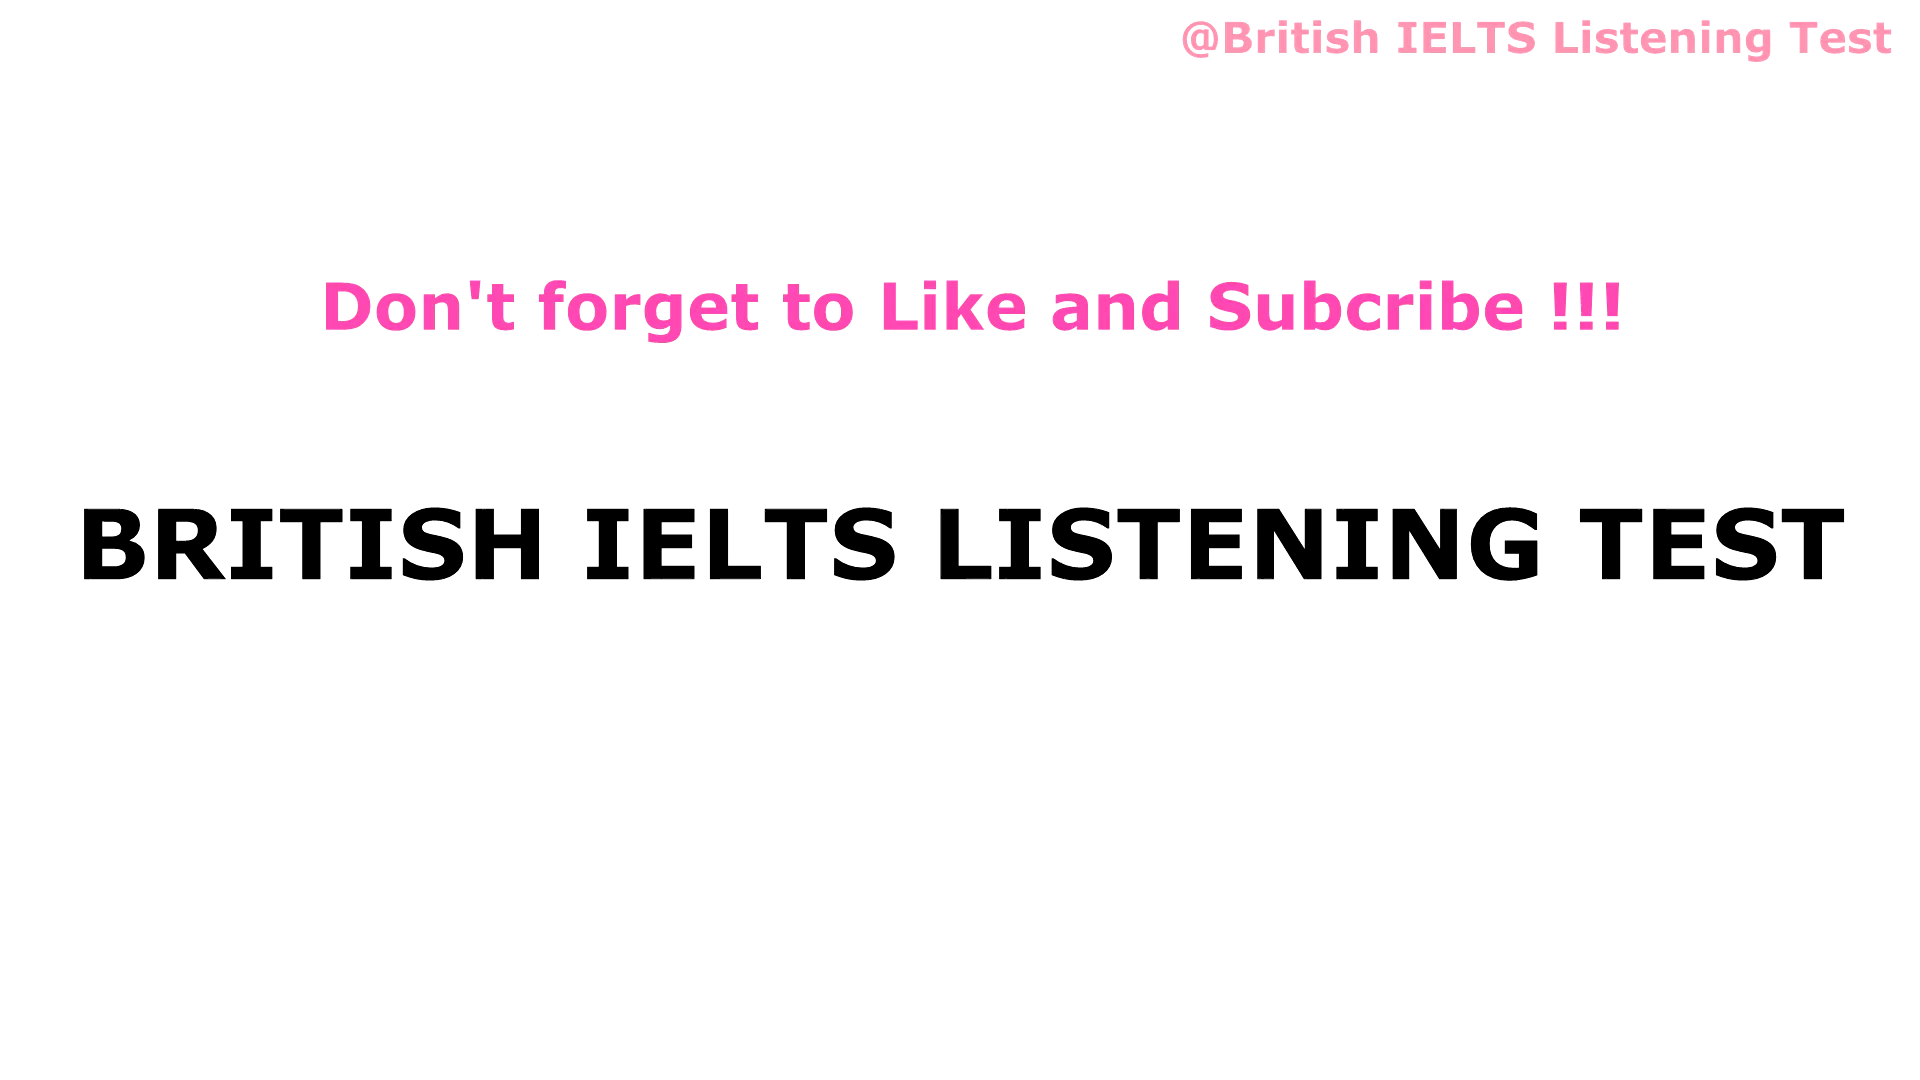 @British IELTS Listening Test
Don't forget to Like and Subcribe !!!
BRITISH IELTS LISTENING TEST